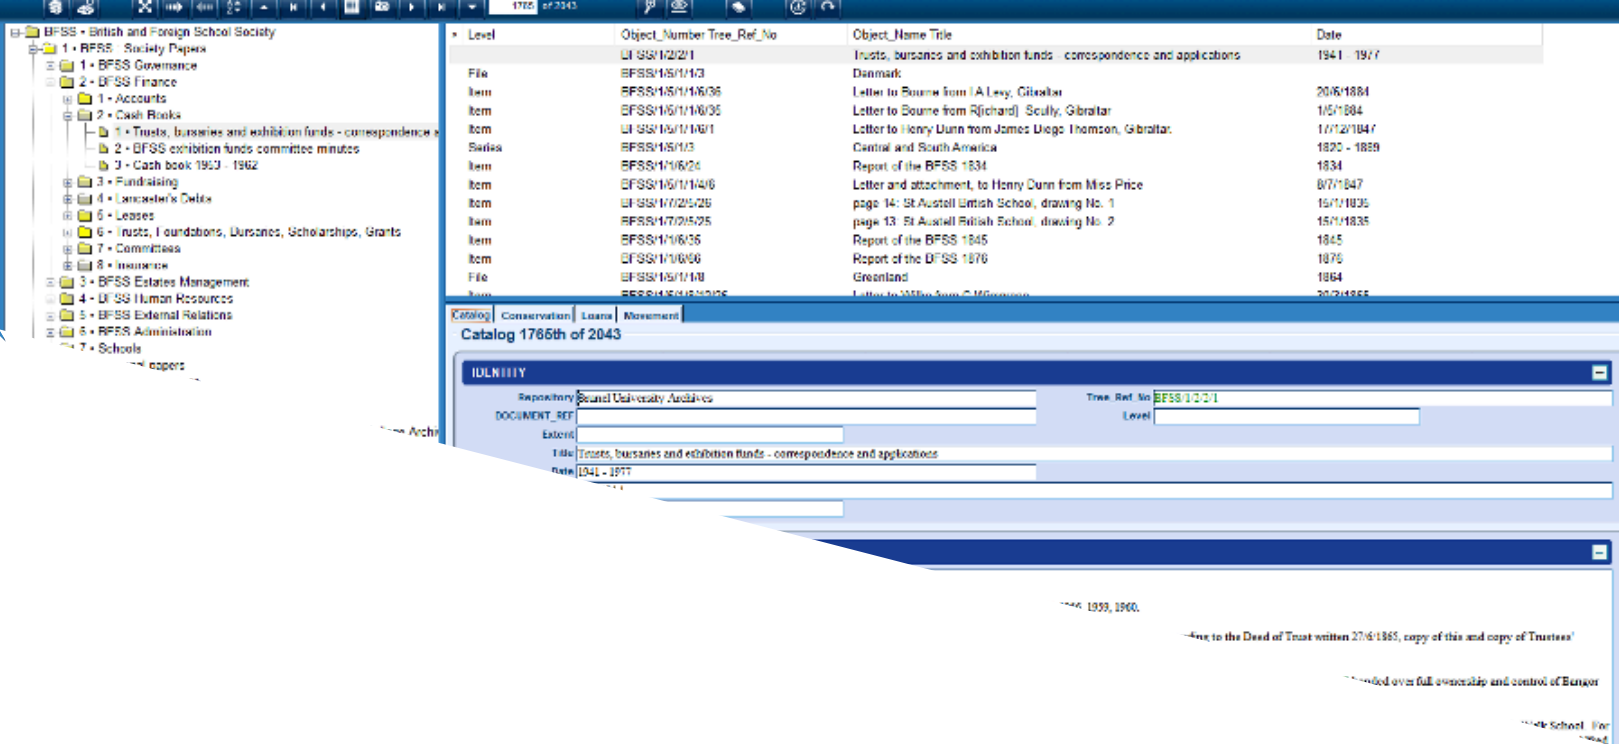 1765 of 2043
BFSS - British and Foreign School Society
1 - BFSS Society Papers
1 - BFSS Governance
2 - BFSS Finance
1 - Accounts
2 - Cash Books
1 - Trusts, bursaries and exhibition funds - correspondence a
2 - BFSS exhibition funds committee minutes
3 - Cash book 1953 - 1962
3 - Fundraising
4 - Lancaster's Debts
5 - Leases
6 - Trusts, Foundations, Bursaries, Scholarships, Grants
7 - Committees
8 - Insurance
3 - BFSS Estates Management
4 - BFSS Human Resources
5 - BFSS External Relations
6 - BFSS Administration
7 - Schools
papers
Archi
Level Object_Number Tree_Ref_No Object_Name Title Date
BFSS/1/2/2/1 Trusts, bursaries and exhibition funds - correspondence and applications 1941 - 1977
File BFSS/1/5/1/1/3 Denmark
Item BFSS/1/5/1/1/6/36 Letter to Bourne from I A Levy, Gibraltar 20/6/1884
Item BFSS/1/5/1/1/6/35 Letter to Bourne from R[ichard] Scully, Gibraltar 1/5/1884
Item BFSS/1/5/1/1/6/1 Letter to Henry Dunn from James Diego Thomson, Gibraltar. 17/12/1847
Series BFSS/1/5/1/3 Central and South America 1820 - 1889
Item BFSS/1/1/6/24 Report of the BFSS 1834 1834
Item BFSS/1/5/1/1/4/6 Letter and attachment, to Henry Dunn from Miss Price 8/7/1847
Item BFSS/1/7/2/5/26 page 14: St Austell British School, drawing No. 1 15/1/1835
Item BFSS/1/7/2/5/25 page 13: St Austell British School, drawing No. 2 15/1/1835
Item BFSS/1/1/6/35 Report of the BFSS 1845 1845
Item BFSS/1/1/6/66 Report of the BFSS 1876 1876
File BFSS/1/5/1/1/8 Greenland 1864
Item
Catalog Conservation Loans Movement
Catalog 1765th of 2043
IDENTITY
Repository Brunel University Archives Tree_Ref_No BFSS/1/2/2/1
DOCUMENT_REF Level
Extent
Title Trusts, bursaries and exhibition funds - correspondence and applications
Date 1941 - 1977
1959, 1960.
to the Deed of Trust written 27/6/1865, copy of this and copy of Trustees'
over full ownership and control of Bangor
School. For